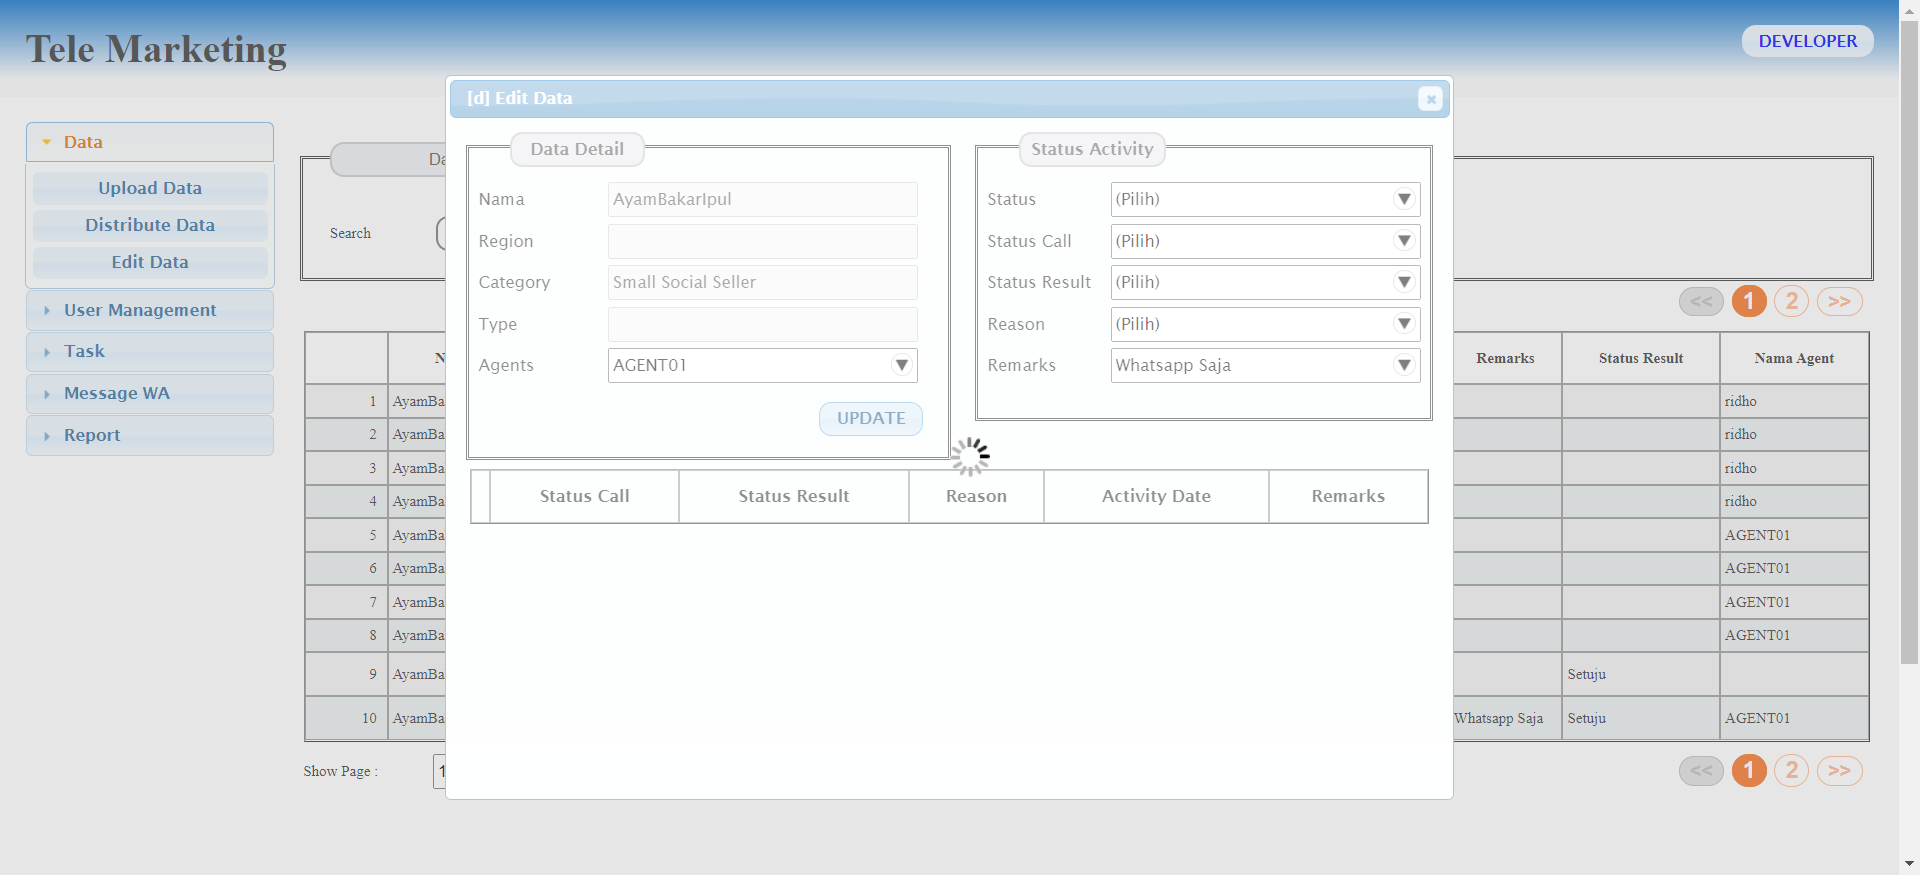 Tele Marketing
DEVELOPER
[d] Edit Data
Data
Upload Data
Distribute Data
Edit Data
User Management
Task
Message WA
Report
Search
Data Detail
Nama AyamBakarIpul
Region
Category Small Social Seller
Type
Agents AGENT01
UPDATE
Status Activity
Status (Pilih)
Status Call (Pilih)
Status Result (Pilih)
Reason (Pilih)
Remarks Whatsapp Saja
Status Call Status Result Reason Activity Date Remarks
<< 1 2 >>
Remarks Status Result Nama Agent
1 AyamBa ridho
2 AyamBa ridho
3 AyamBa ridho
4 AyamBa ridho
5 AyamBa AGENT01
6 AyamBa AGENT01
7 AyamBa AGENT01
8 AyamBa AGENT01
9 AyamBa Setuju
10 AyamBa Whatsapp Saja Setuju AGENT01
Show Page :
<< 1 2 >>